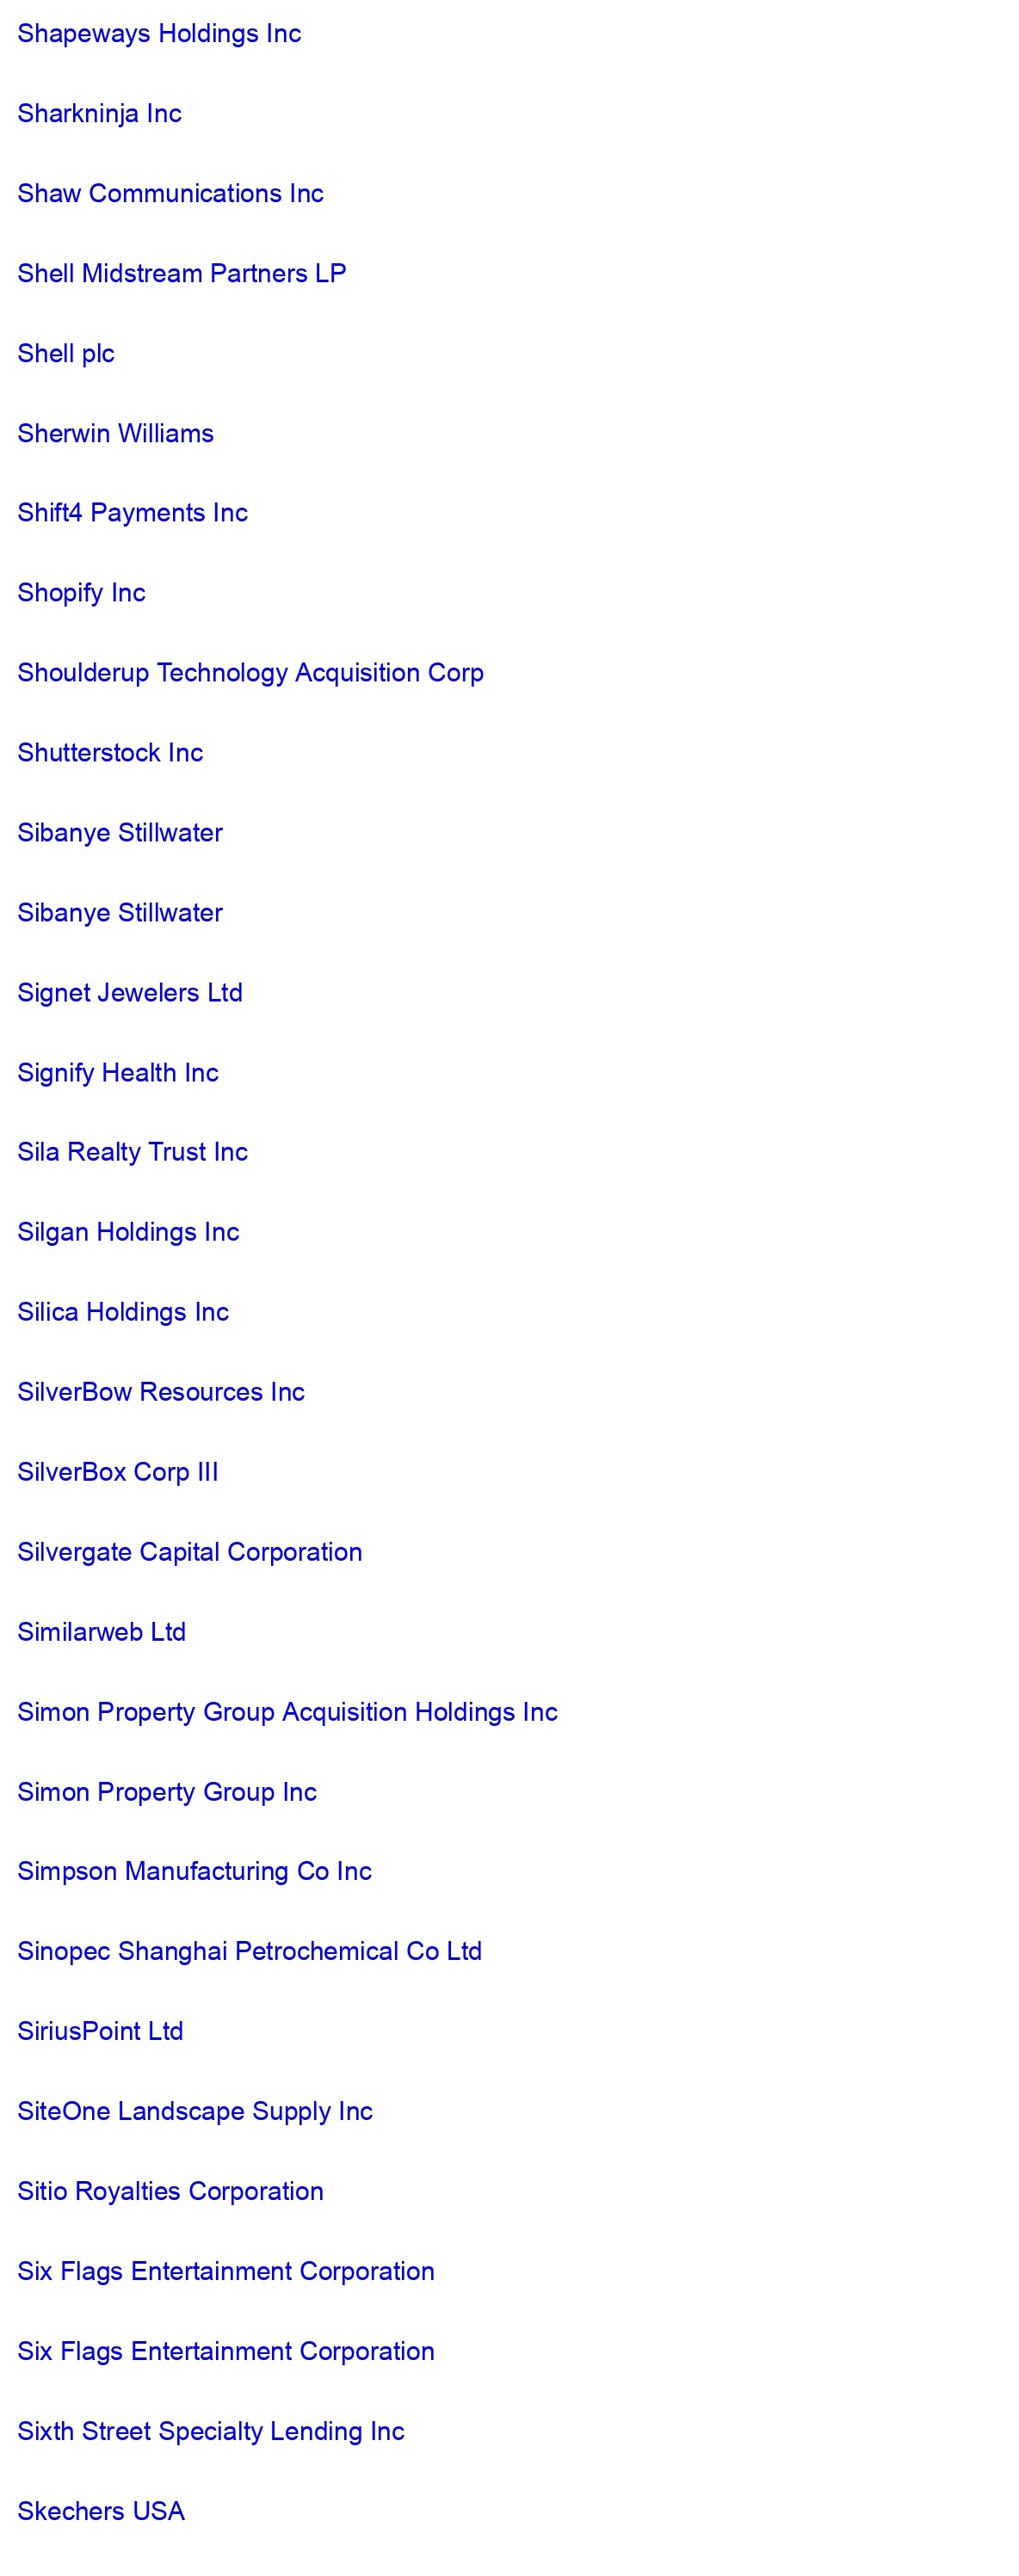 Shapeways Holdings Inc
Sharkninja Inc
Shaw Communications Inc
Shell Midstream Partners LP
Shell plc
Sherwin Williams
Shift4 Payments Inc
Shopify Inc
Shoulderup Technology Acquisition Corp
Shutterstock Inc
Sibanye Stillwater
Sibanye Stillwater
Signet Jewelers Ltd
Signify Health Inc
Sila Realty Trust Inc
Silgan Holdings Inc
Silica Holdings Inc
SilverBow Resources Inc
SilverBox Corp III
Silvergate Capital Corporation
Similarweb Ltd
Simon Property Group Acquisition Holdings Inc
Simon Property Group Inc
Simpson Manufacturing Co Inc
Sinopec Shanghai Petrochemical Co Ltd
SiriusPoint Ltd
SiteOne Landscape Supply Inc
Sitio Royalties Corporation
Six Flags Entertainment Corporation
Six Flags Entertainment Corporation
Sixth Street Specialty Lending Inc
Skechers USA